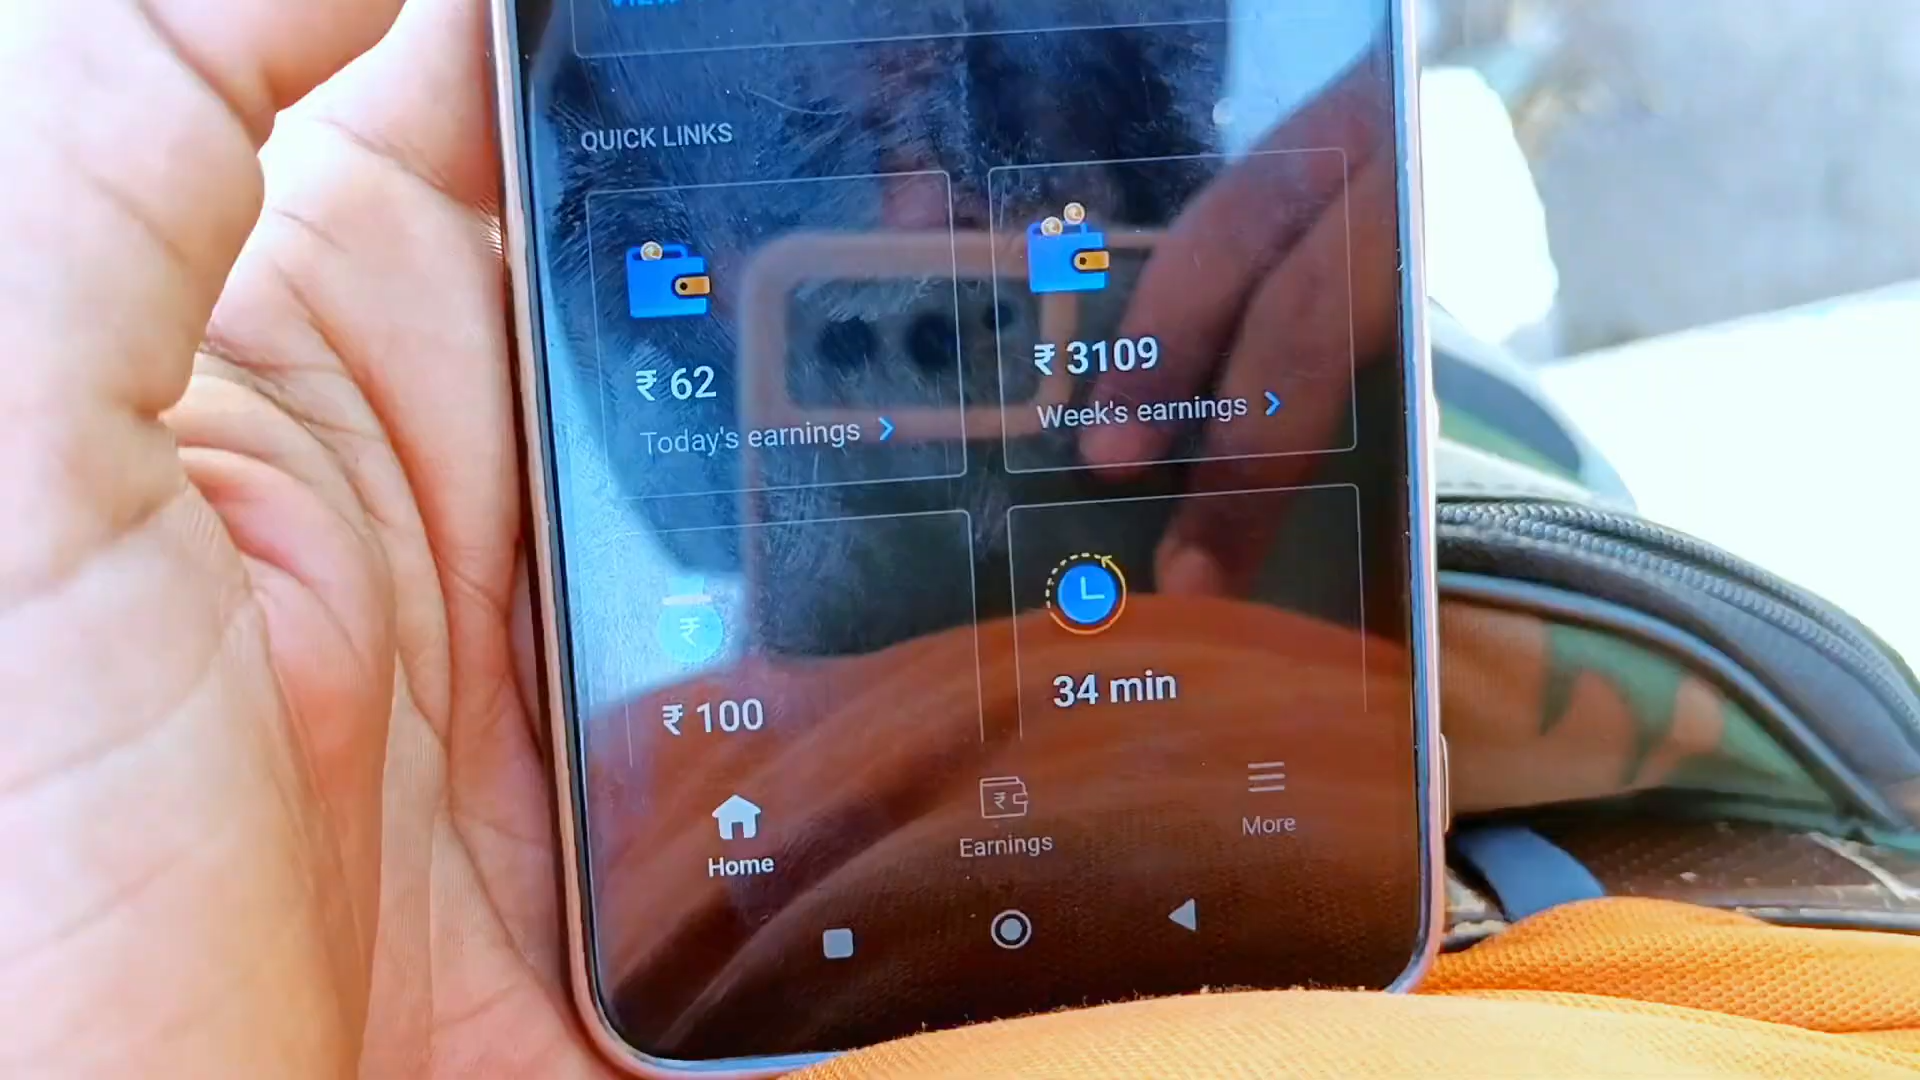 QUICK LINKS
₹ 62
Today's earnings
₹ 3109
Week's earnings
₹ 100
34 min
Home
Earnings
More